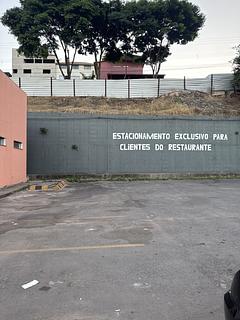 ESTACIONAMENTO EXCLUSIVO PARA
CLIENTES DO RESTAURANTE